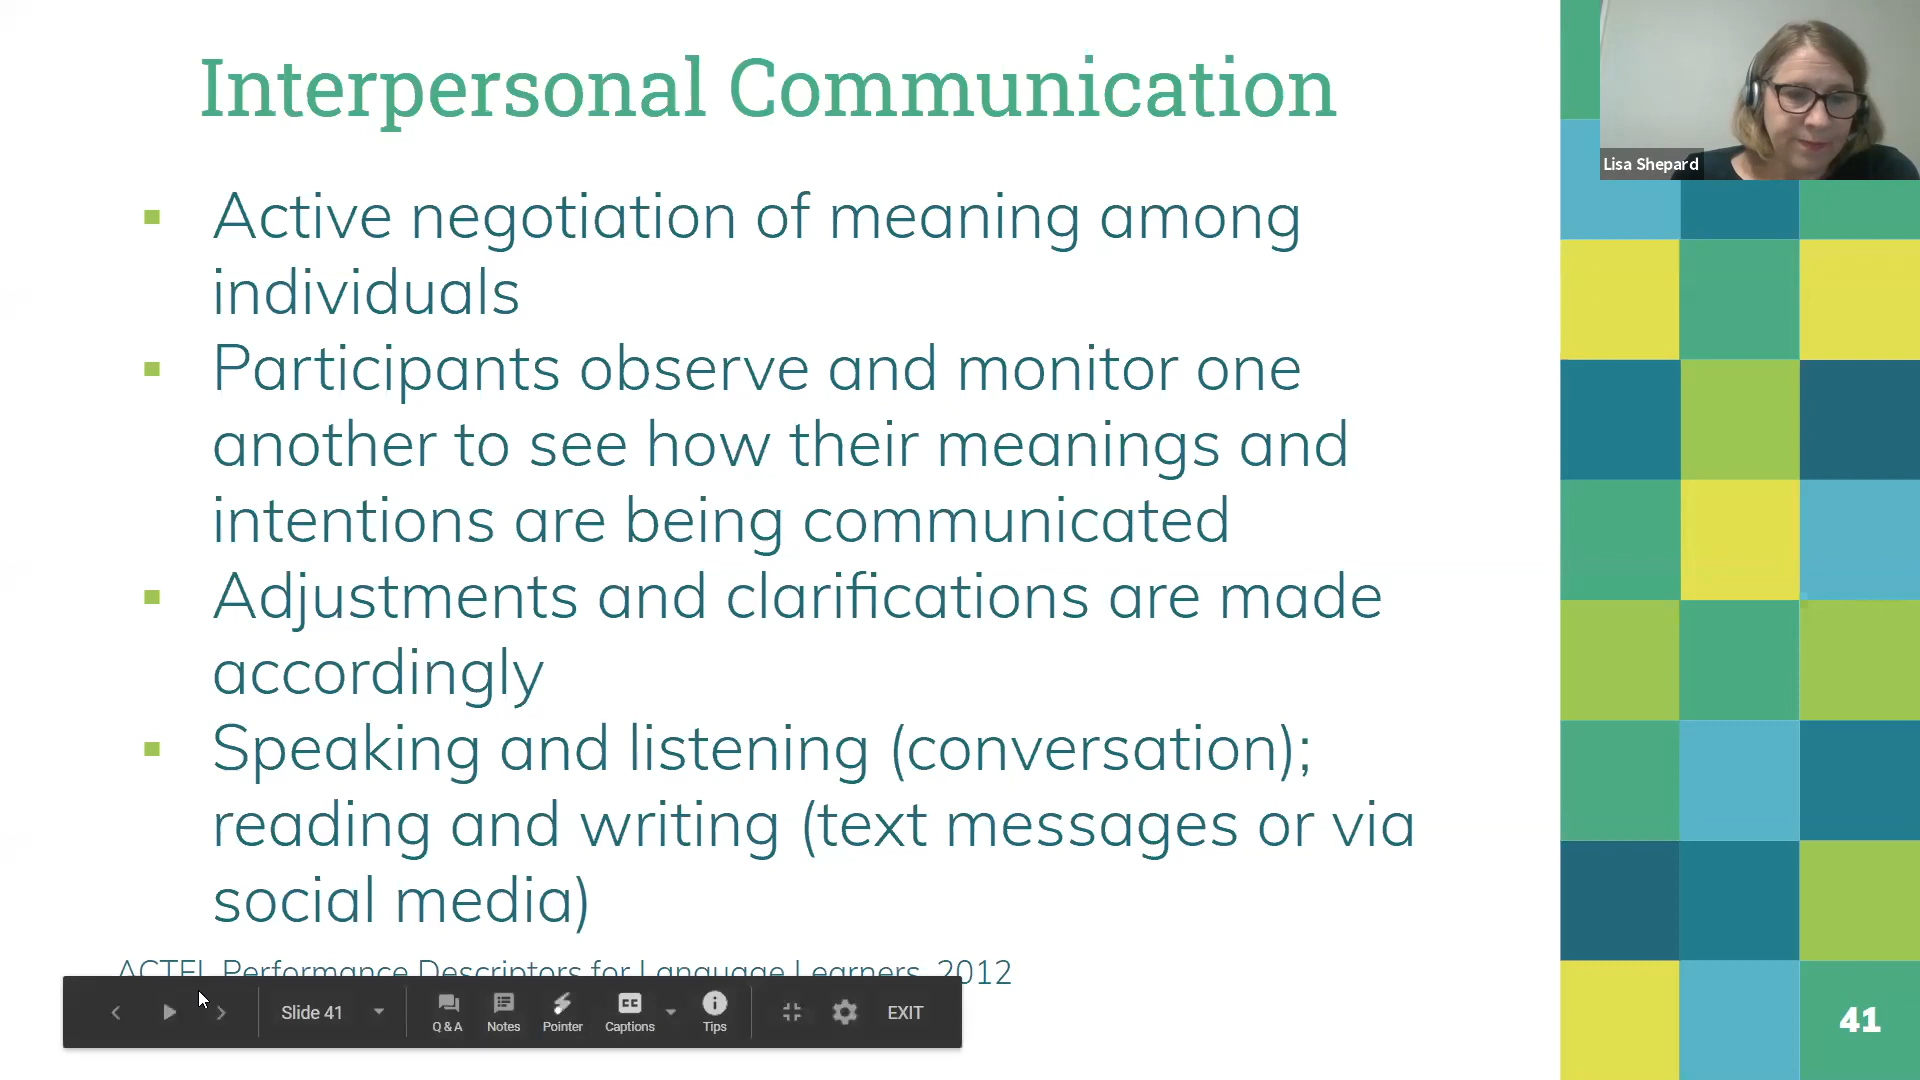 Interpersonal Communication
Lisa Shepard
▪ Active negotiation of meaning among
individuals
▪ Participants observe and monitor one
another to see how their meanings and
intentions are being communicated
▪ Adjustments and clarifications are made
accordingly
▪ Speaking and listening (conversation);
reading and writing (text messages or via
social media)
ACTFL Performance Descriptors for Language Learners, 2012
Slide 41
Q & A
Notes
Pointer
CC
Captions
Tips
EXIT
41